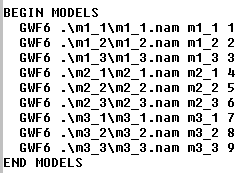 BEGIN MODELS
  GWF6 .\m1_1\m1_1.nam m1_1 1
  GWF6 .\m1_2\m1_2.nam m1_2 2
  GWF6 .\m1_3\m1_3.nam m1_3 3
  GWF6 .\m2_1\m2_1.nam m2_1 4
  GWF6 .\m2_2\m2_2.nam m2_2 5
  GWF6 .\m2_3\m2_3.nam m2_3 6
  GWF6 .\m3_1\m3_1.nam m3_1 7
  GWF6 .\m3_2\m3_2.nam m3_2 8
  GWF6 .\m3_3\m3_3.nam m3_3 9
END MODELS